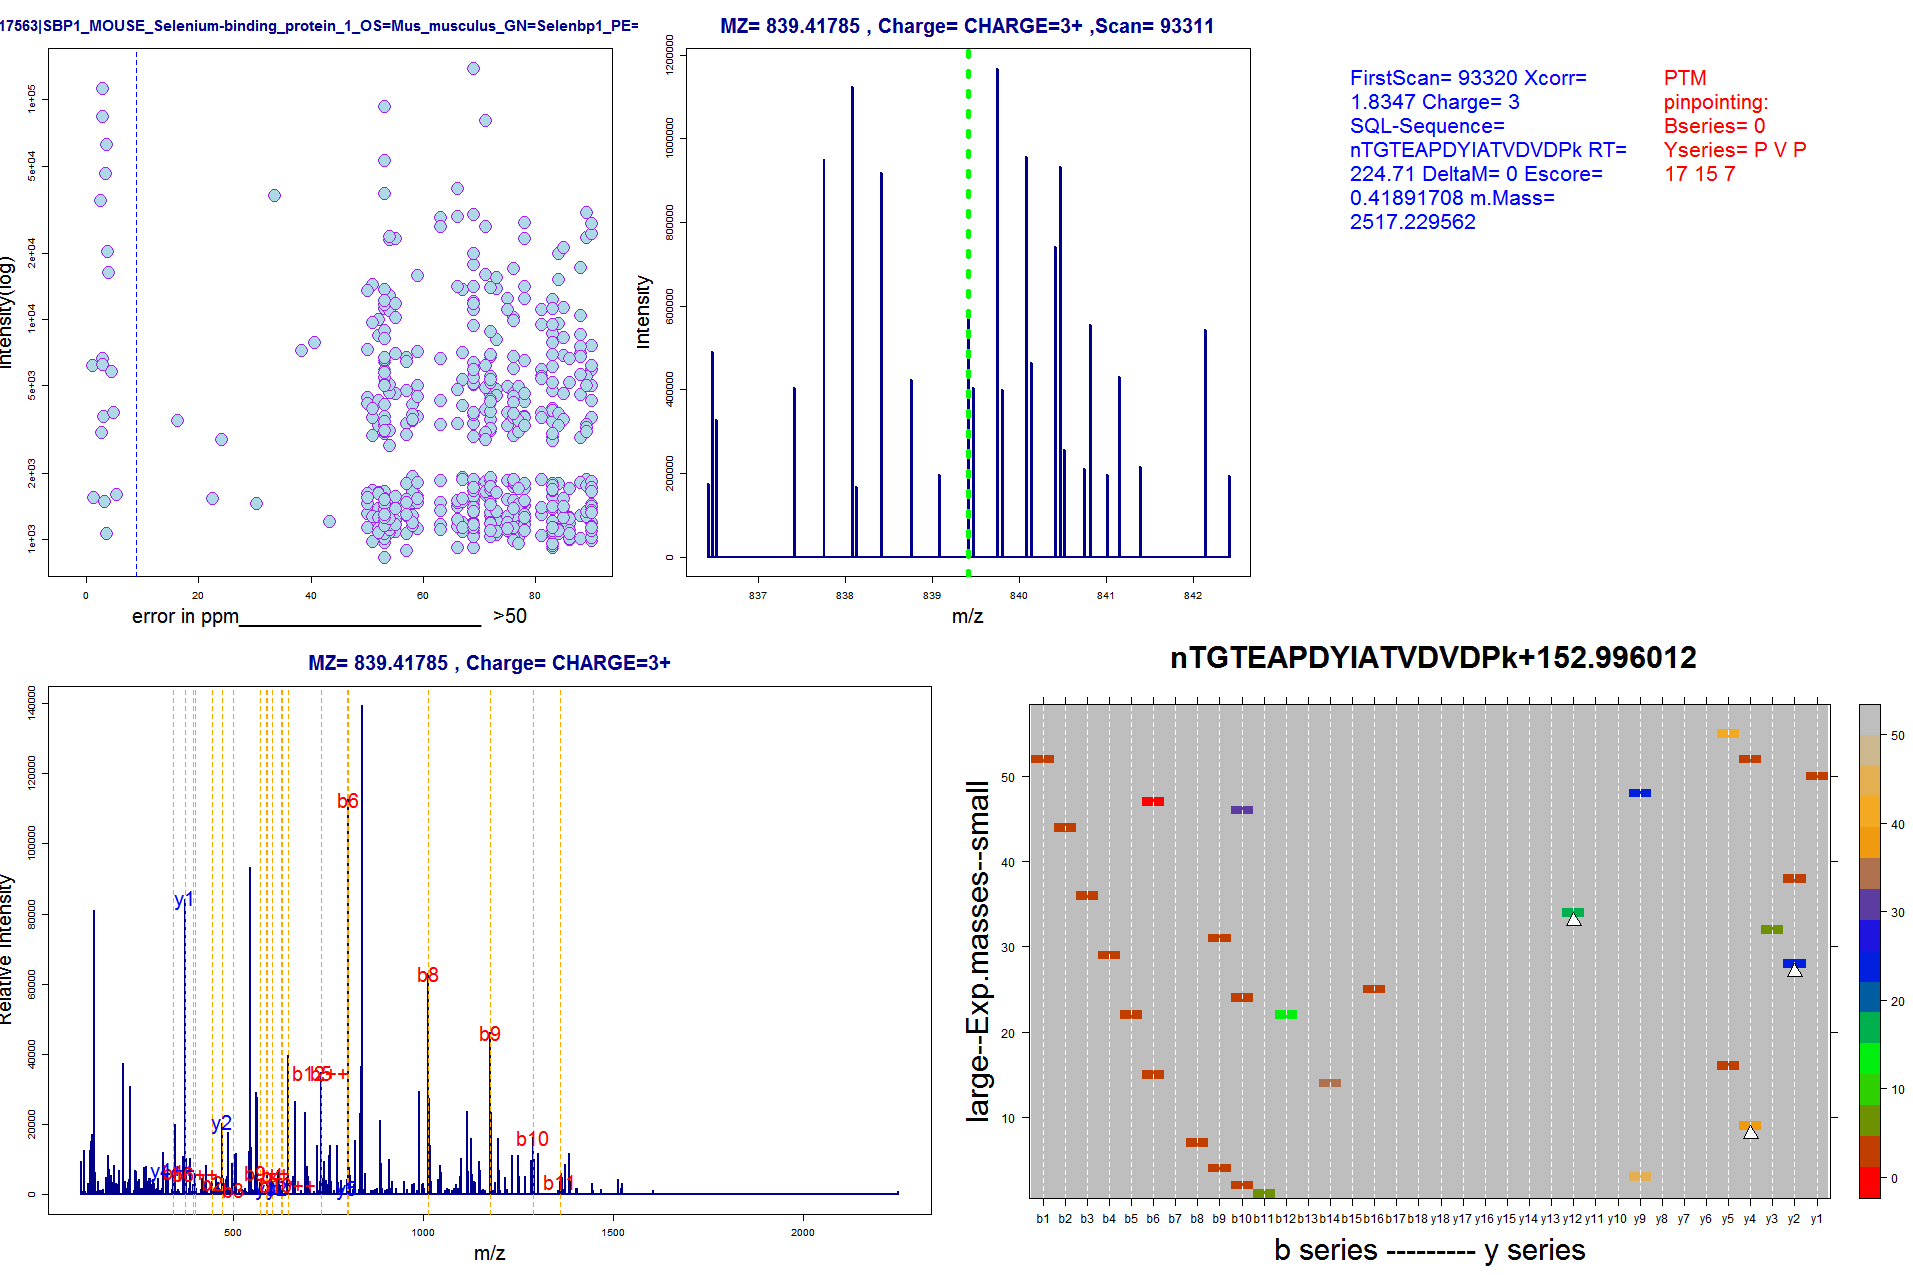 17563|SBP1_MOUSE_Selenium-binding_protein_1_OS=Mus_musculus_GN=Selenbp1_PE=
Intensity(log)
1e+05
5e+04
2e+04
1e+04
5e+03
2e+03
1e+03
0 20 40 60 80
error in ppm______________________ >50
MZ= 839.41785 , Charge= CHARGE=3+ ,Scan= 93311
Intensity
1200000
1000000
800000
600000
400000
200000
0
837 838 839 840 841 842
m/z
FirstScan= 93320 Xcorr=
1.8347 Charge= 3
SQL-Sequence=
nTGTEAPDYIATVDVDPk RT=
224.71 DeltaM= 0 Escore=
0.41891708 m.Mass=
2517.229562
PTM
pinpointing:
Bseries= 0
Yseries= P V P
17 15 7
MZ= 839.41785 , Charge= CHARGE=3+
Relative Intensity
140000
120000
100000
80000
60000
40000
20000
0
b6
y1
b8
b9
y2
b10
b11
500 1000 1500 2000
m/z
nTGTEAPDYIATVDVDPk+152.996012
large--Exp.masses--small
50
40
30
20
10
b1 b2 b3 b4 b5 b6 b7 b8 b9 b10 b11 b12 b13 b14 b15 b16 b17 b18 y18 y17 y16 y15 y14 y13 y12 y11 y10 y9 y8 y7 y6 y5 y4 y3 y2 y1
b series --------- y series
50
40
30
20
10
0